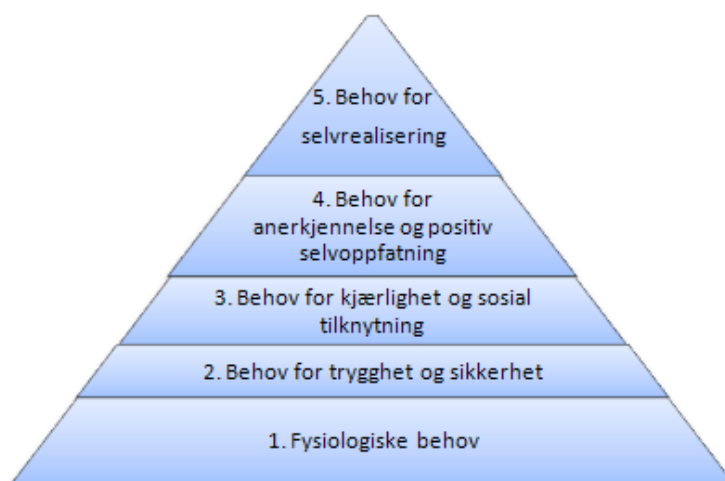 5. Behov for
selvrealisering
4. Behov for
anerkjennelse og positiv
selvoppfatning
3. Behov for kjærlighet og sosial
tilknytning
2. Behov for trygghet og sikkerhet
1. Fysiologiske behov